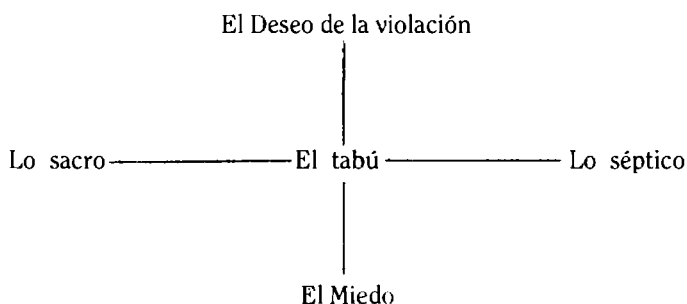 El Deseo de la violación
Lo sacro El tabú Lo séptico
El Miedo